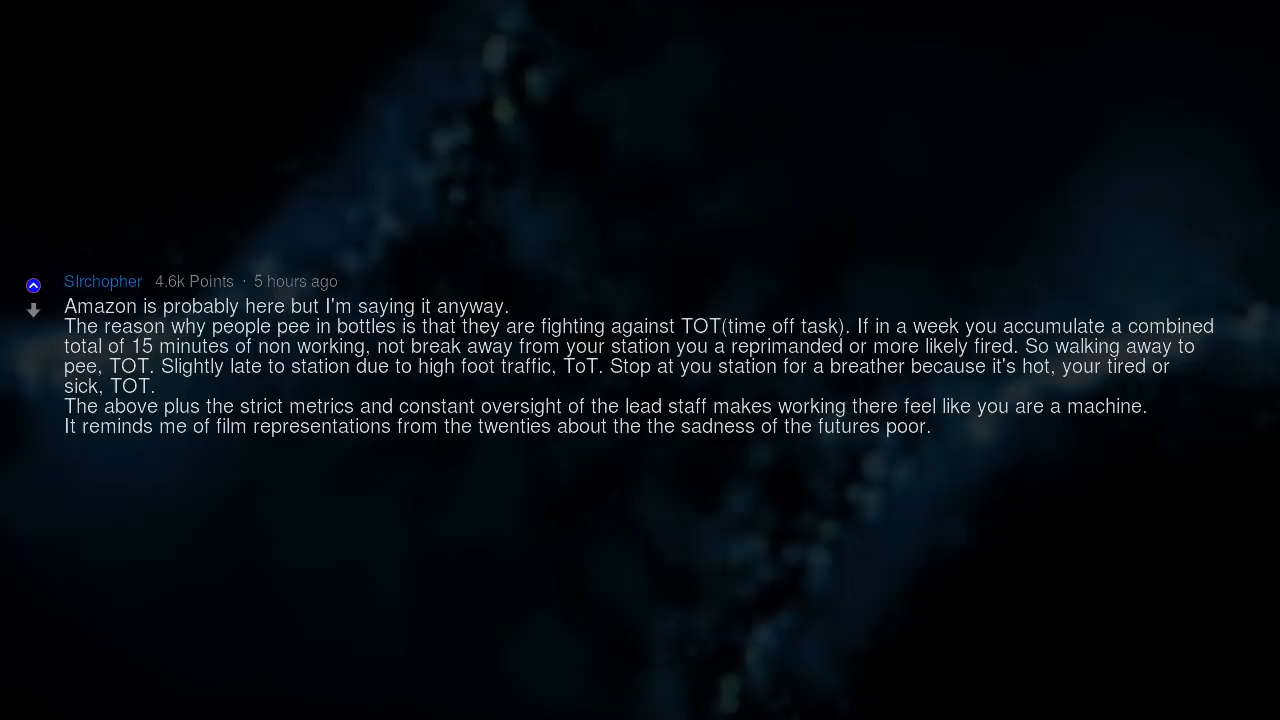 SIrchopher 4.6k Points · 5 hours ago
Amazon is probably here but I'm saying it anyway.
The reason why people pee in bottles is that they are fighting against TOT(time off task). If in a week you accumulate a combined
total of 15 minutes of non working, not break away from your station you a reprimanded or more likely fired. So walking away to
pee, TOT. Slightly late to station due to high foot traffic, ToT. Stop at you station for a breather because it's hot, your tired or
sick, TOT.
The above plus the strict metrics and constant oversight of the lead staff makes working there feel like you are a machine.
It reminds me of film representations from the twenties about the the sadness of the futures poor.